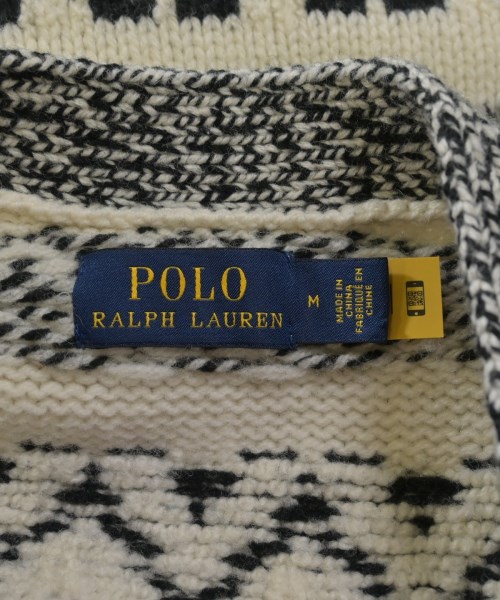 POLO
RALPH LAUREN
M
MADE IN
CHINA
FABRIQUÉ EN
CHINE